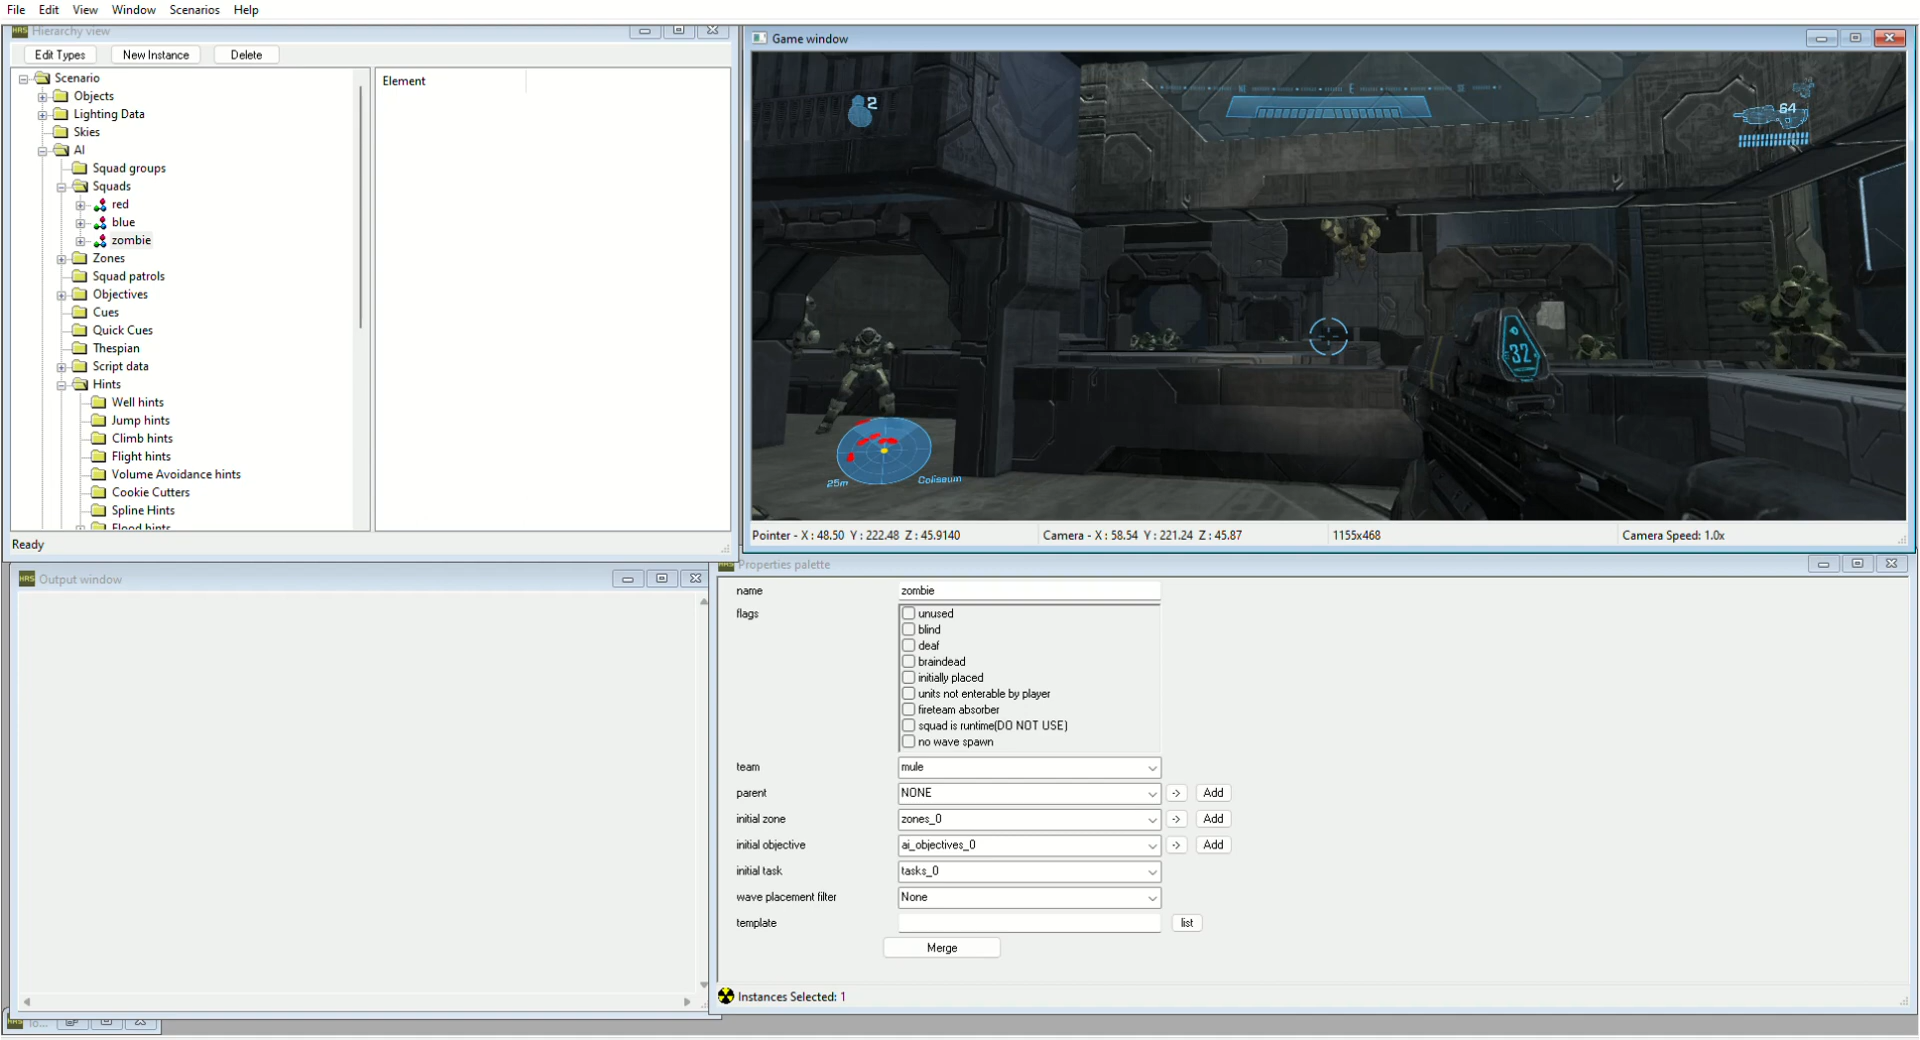 File Edit View Window Scenarios Help
Hierarchy view
Edit Types New Instance Delete
Scenario
Objects
Lighting Data
Skies
AI
Squad groups
Squads
red
blue
zombie
Zones
Squad patrols
Objectives
Cues
Quick Cues
Thespian
Script data
Hints
Well hints
Jump hints
Climb hints
Flight hints
Volume Avoidance hints
Cookie Cutters
Spline Hints
Flood hints
Element
Ready
Game window
2
E
64
32
25m
Coliseum
Pointer - X : 48.50 Y : 222.48 Z : 45.9140
Camera - X : 58.54 Y : 221.24 Z : 45.87
1155x468
Camera Speed: 1.0x
Output window
Properties palette
name zombie
flags
unused
blind
deaf
braindead
initially placed
units not enterable by player
fireteam absorber
squad is runtime(DO NOT USE)
no wave spawn
team mule
parent NONE -> Add
initial zone zones_0 -> Add
initial objective ai_objectives_0 -> Add
initial task tasks_0
wave placement filter None
template list
Merge
Instances Selected: 1
To...